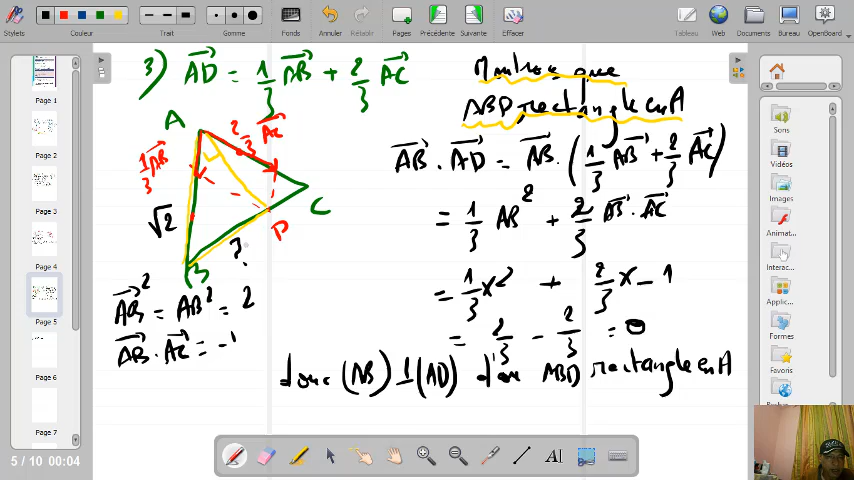 Stylets
Couleur
Ligne
Gomme
Fonds
Annuler
Rétablir
Pages
Précédente
Suivante
Effacer
Tableau
Web
Documents
Bureau
OpenBoard
Page 1
Page 2
Page 3
Page 4
Page 5
Page 6
Page 7
5 / 10 00:04
3) AD = 1/3 AB + 2/3 AC
A
1/3 AB
2/3 AC
√2
C
D
B
?
AB² = AB² = 2
AB . AC = -1
Montrer que
ABD rectangle en A
AB . AD = AB . (1/3 AB + 2/3 AC)
= 1/3 AB² + 2/3 AB . AC
= 1/3 x 2 + 2/3 x -1
= 2/3 - 2/3 = 0
donc (AB) ⊥ (AD) d'où ABD rectangle en A
Sons
Vidéos
Images
Animat...
Interac...
Applic...
Formes
Favoris
Recher...